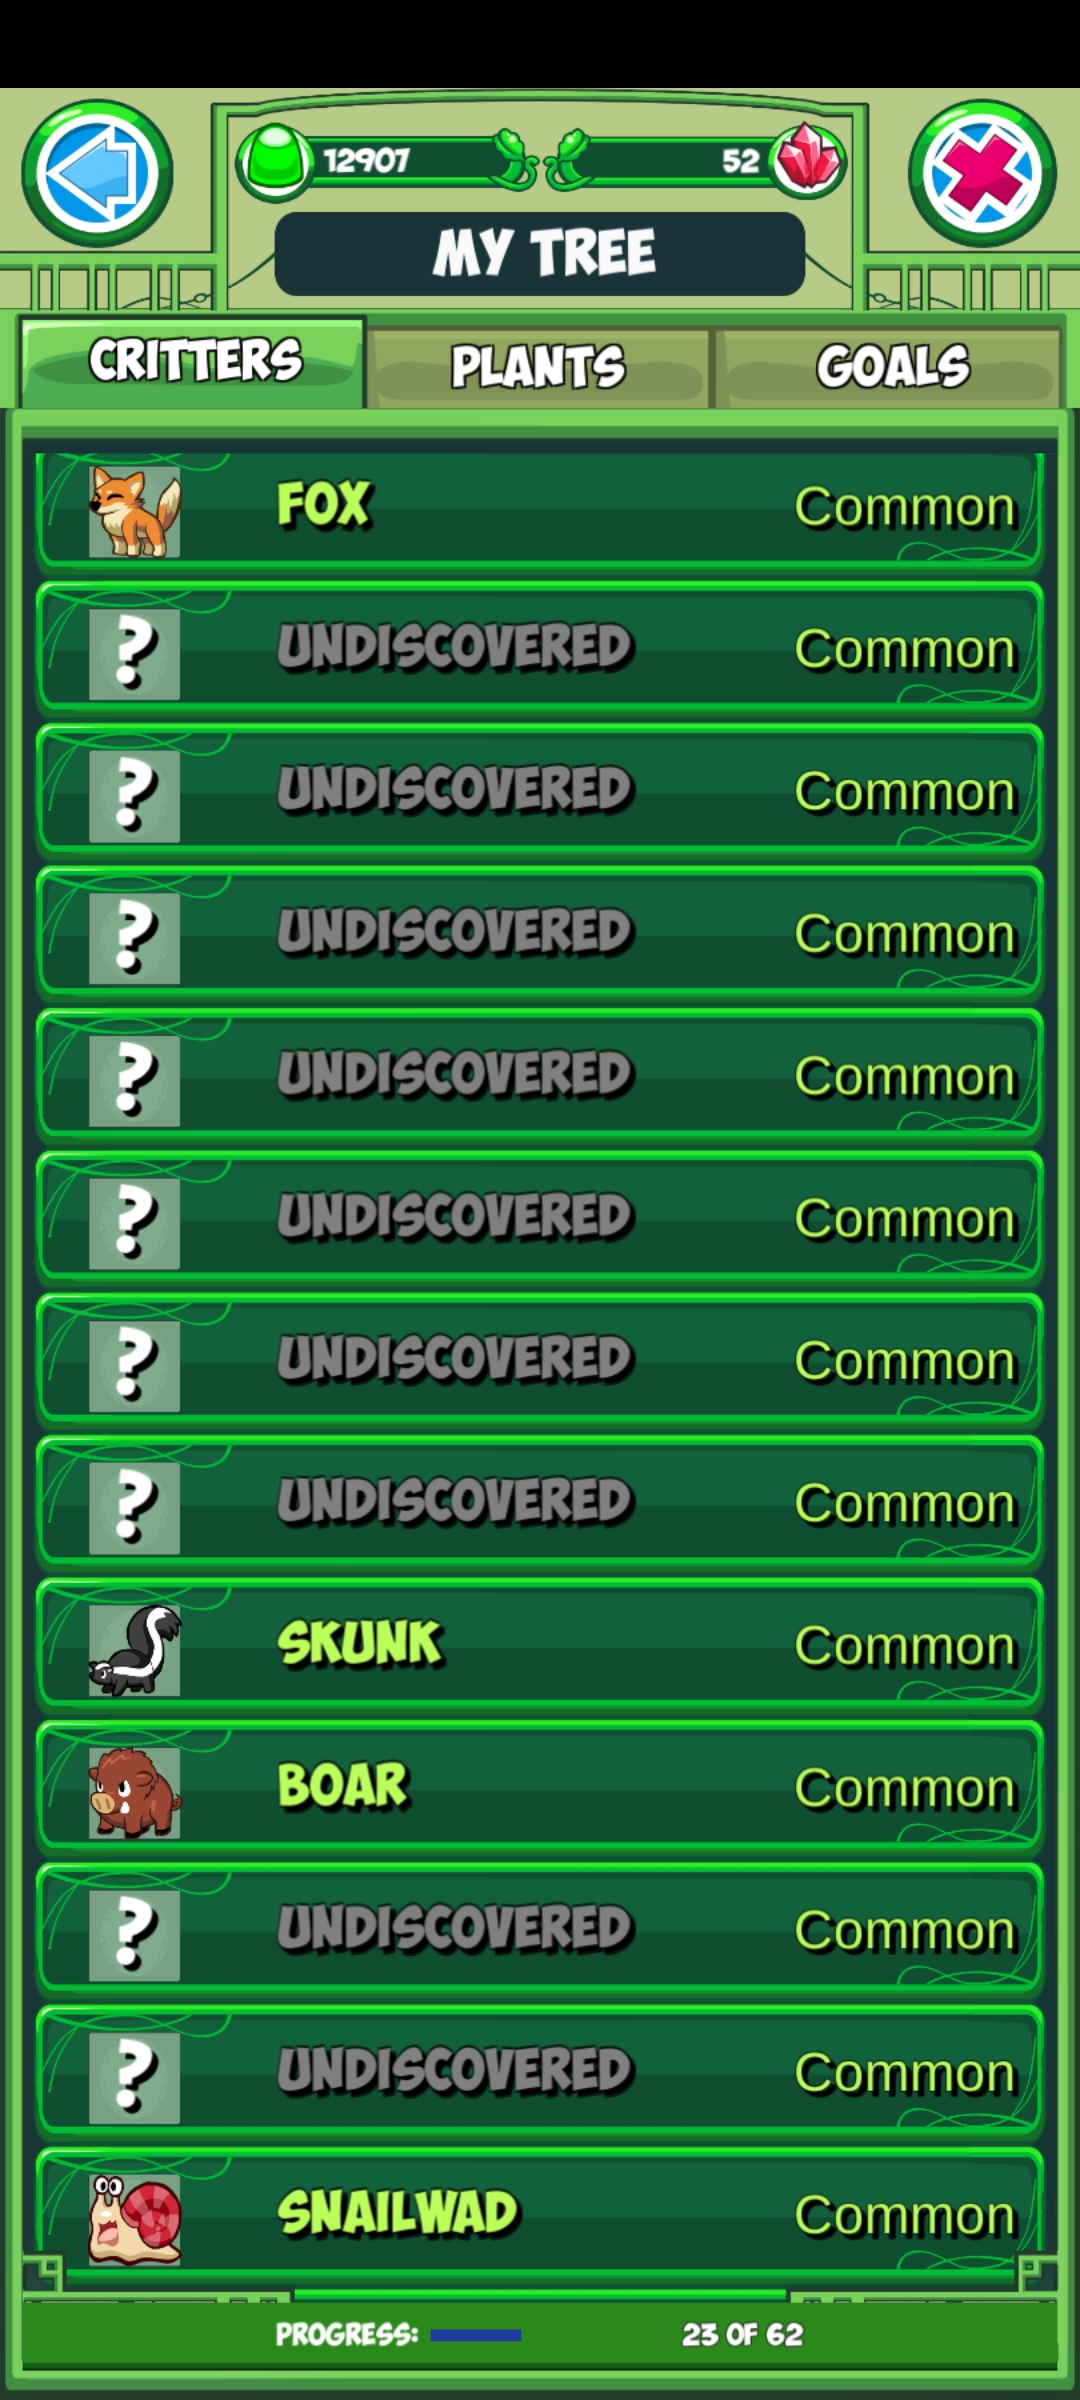 12907
52
MY TREE
CRITTERS
PLANTS
GOALS
FOX
Common
?
UNDISCOVERED
Common
?
UNDISCOVERED
Common
?
UNDISCOVERED
Common
?
UNDISCOVERED
Common
?
UNDISCOVERED
Common
?
UNDISCOVERED
Common
?
UNDISCOVERED
Common
SKUNK
Common
BOAR
Common
?
UNDISCOVERED
Common
?
UNDISCOVERED
Common
SNAILWAD
Common
PROGRESS:
23 OF 62